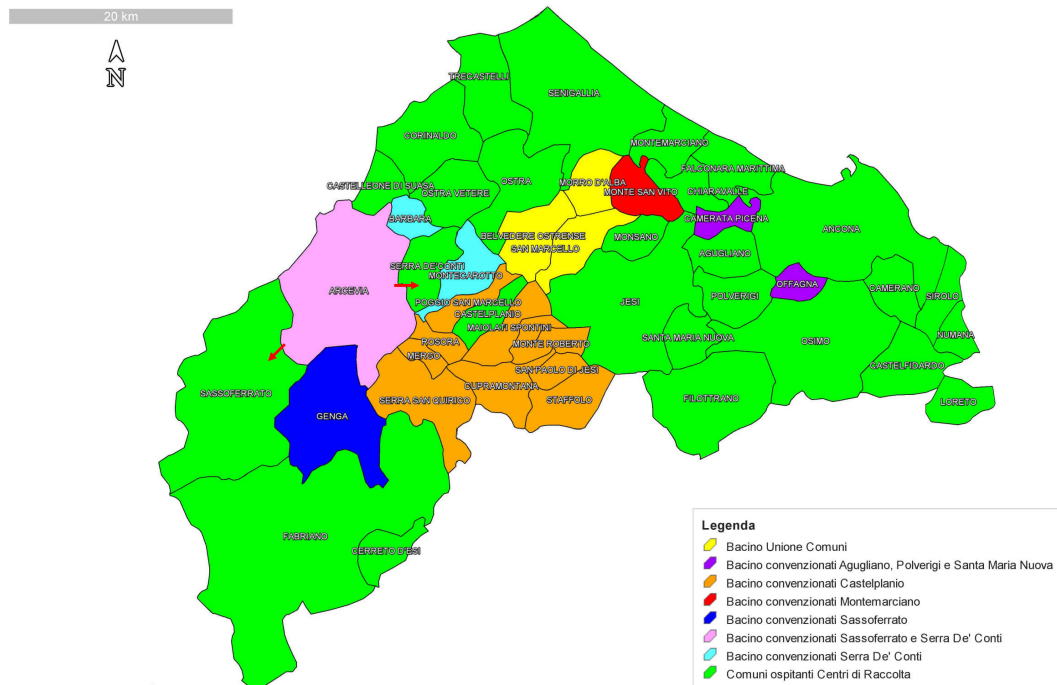 20 km
N
TRECASTELLI
SENIGALLIA
CORINALDO
MONTEMARCIANO
FALCONARA MARITTIMA
CASTELLEONE DI SUASA
OSTRA
OSTRA VETERE
MORRO D'ALBA
MONTE SAN VITO
CHIARAVALLE
BARBARA
CAMERATA PICENA
ANCONA
BELVEDERE OSTRENSE
MONSANO
SAN MARCELLO
AGUGLIANO
SERRA DE'CONTI
MONTECAROTTO
ARCEVIA
OFFAGNA
CAMERANO
POLVERIGI
SIROLO
POGGIO SAN MARCELLO
JESI
CASTELPLANIO
MAIOLATI SPONTINI
SANTA MARIA NUOVA
NUMANA
ROSORA
MONTE ROBERTO
OSIMO
MERGO
CASTELFIDARDO
SAN PAOLO DI JESI
CUPRAMONTANA
SASSOFERRATO
SERRA SAN QUIRICO
STAFFOLO
FILOTTRANO
LORETO
GENGA
FABRIANO
CERRETO D'ESI
Legenda
Bacino Unione Comuni
Bacino convenzionati Agugliano, Polverigi e Santa Maria Nuova
Bacino convenzionati Castelplanio
Bacino convenzionati Montemarciano
Bacino convenzionati Sassoferrato
Bacino convenzionati Sassoferrato e Serra De' Conti
Bacino convenzionati Serra De' Conti
Comuni ospitanti Centri di Raccolta